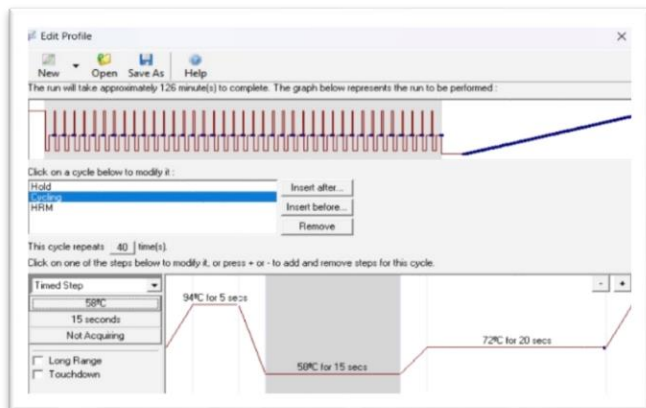 Edit Profile
New Open Save As Help
The run will take approximately 126 minute(s) to complete. The graph below represents the run to be performed :
Click on a cycle below to modify it :
Hold
Cycling
HRM
Insert after...
Insert before...
Remove
This cycle repeats 40 time(s).
Click on one of the steps below to modify it, or press + or - to add and remove steps for this cycle.
Timed Step
- +
58ºC
15 seconds
Not Acquiring
Long Range
Touchdown
94ºC for 5 secs
58ºC for 15 secs
72ºC for 20 secs